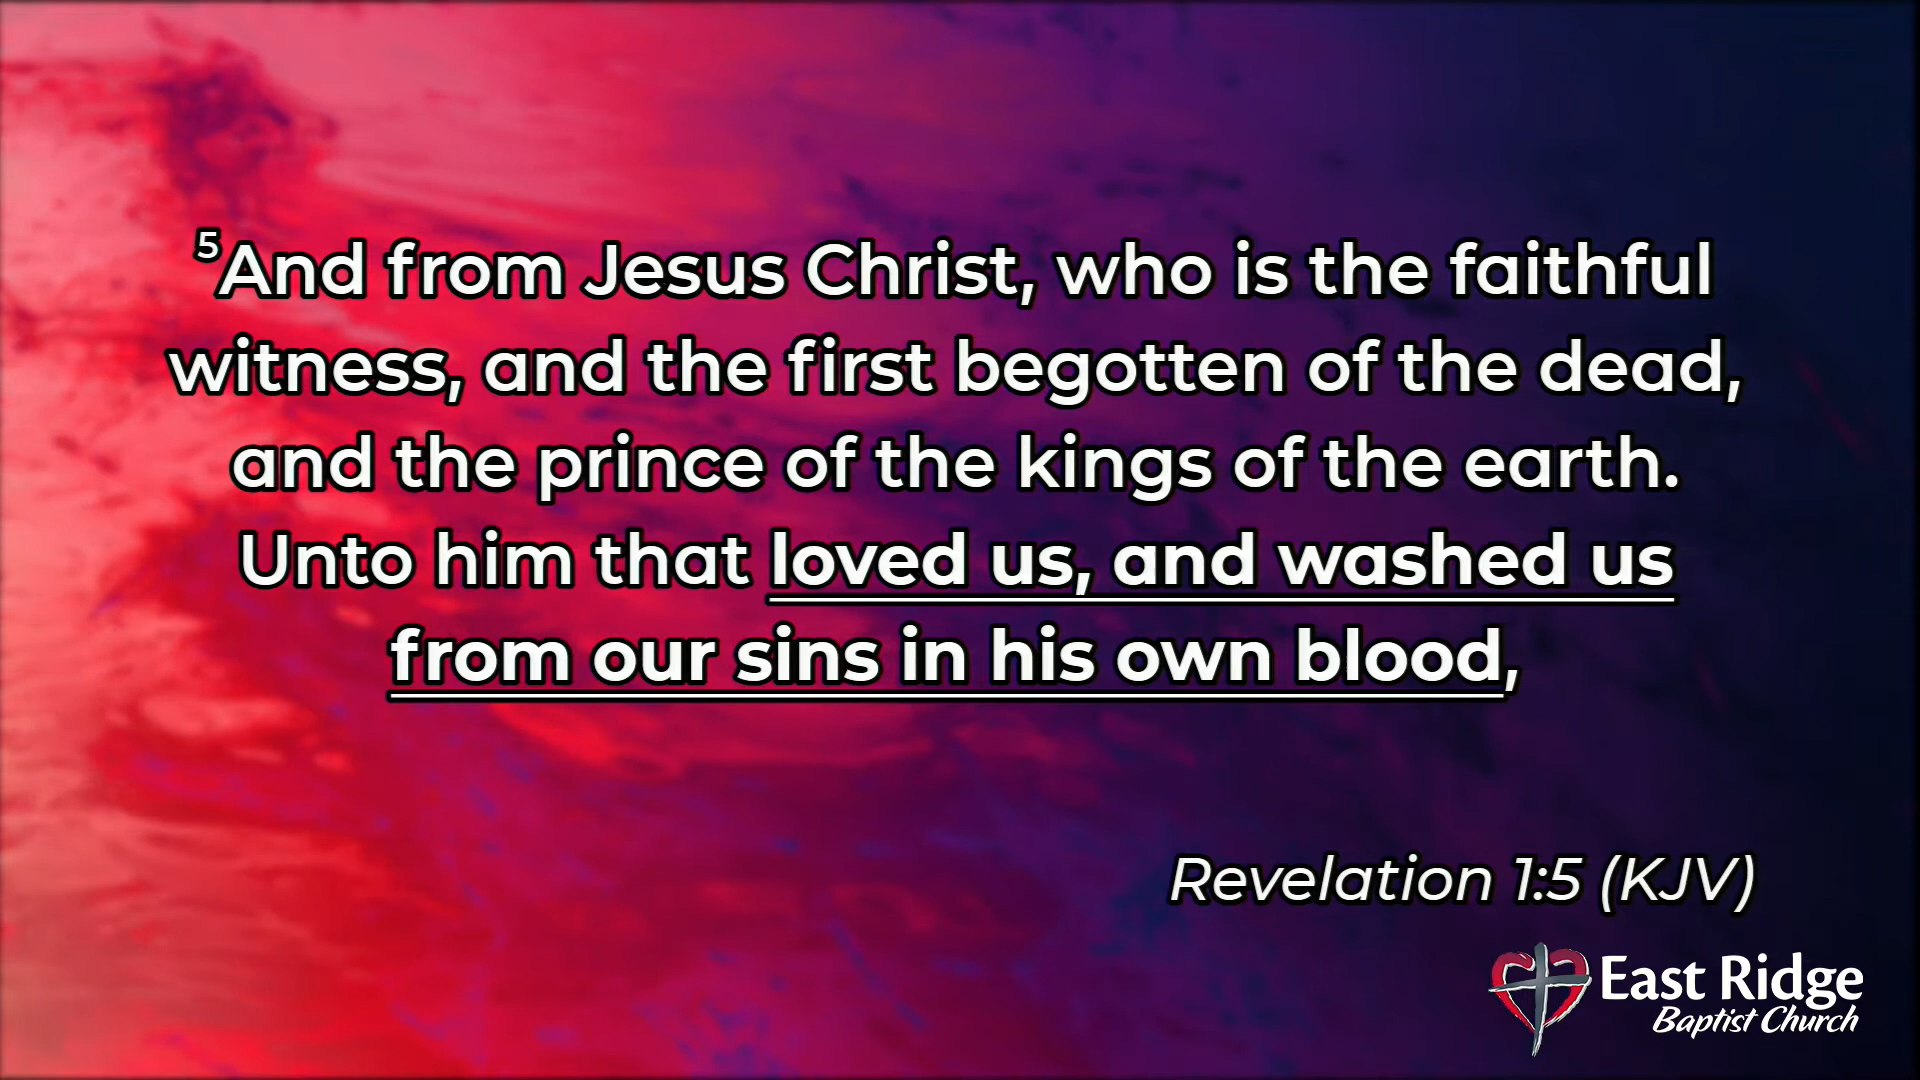 ⁵And from Jesus Christ, who is the faithful
witness, and the first begotten of the dead,
and the prince of the kings of the earth.
Unto him that loved us, and washed us
from our sins in his own blood,
Revelation 1:5 (KJV)
East Ridge
Baptist Church